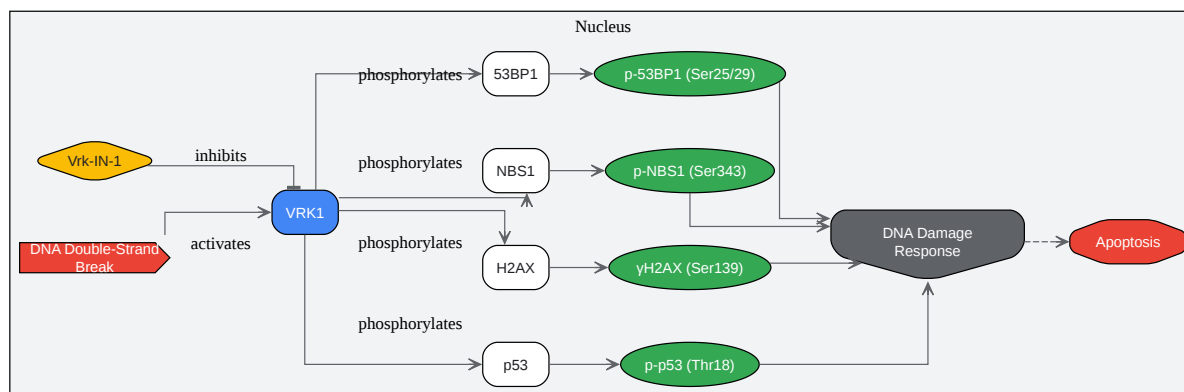 Nucleus
phosphorylates
53BP1
p-53BP1 (Ser25/29)
Vrk-IN-1
inhibits
phosphorylates
NBS1
p-NBS1 (Ser343)
VRK1
DNA Double-Strand
Break
activates
phosphorylates
H2AX
γH2AX (Ser139)
DNA Damage
Response
Apoptosis
phosphorylates
p53
p-p53 (Thr18)